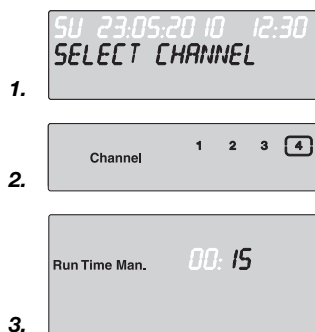 SU 23:05:2010 12:30
SELECT CHANNEL
1.
Channel 1 2 3 4
2.
Run Time Man. 00:15
3.